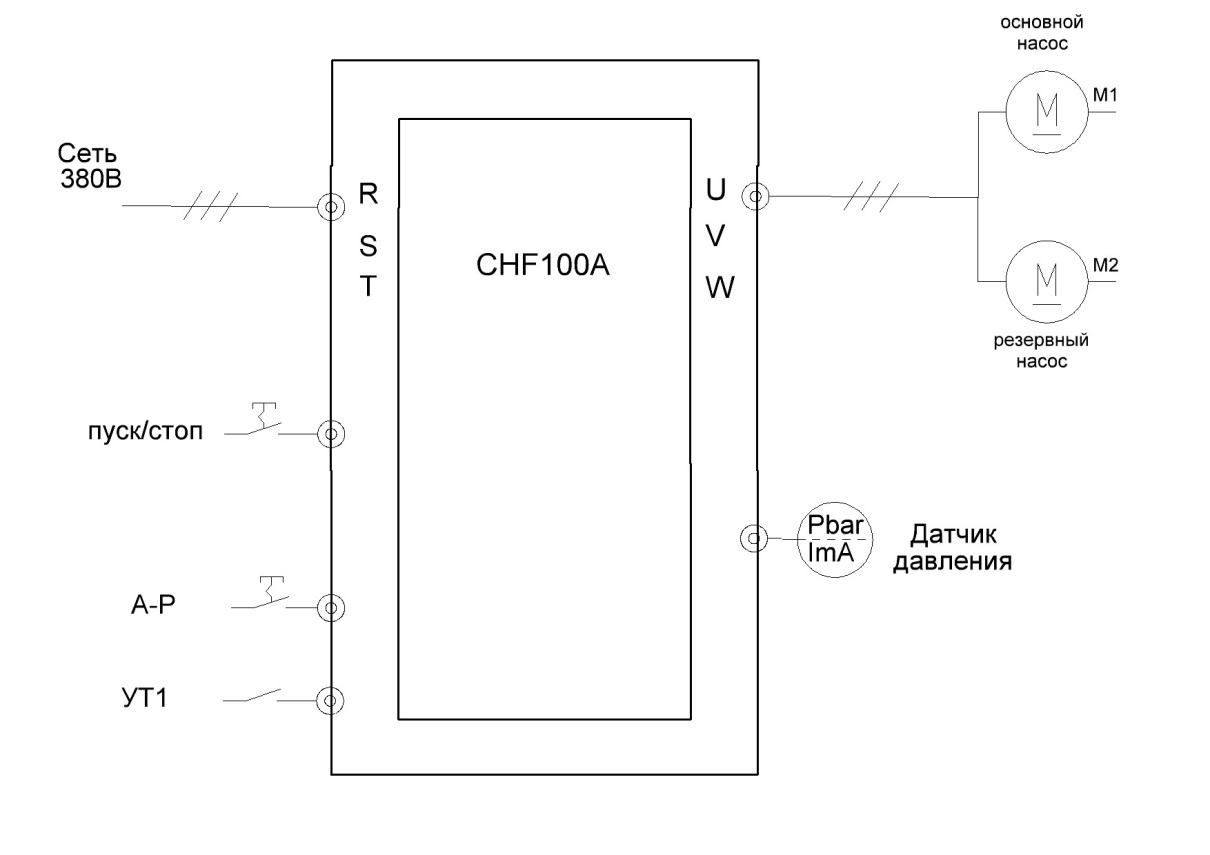 основной
насос
M
M1
Сеть
380В
R
S
T
CHF100A
U
V
W
M
M2
резервный
насос
пуск/стоп
Pbar
ImA
Датчик
давления
А-Р
УТ1